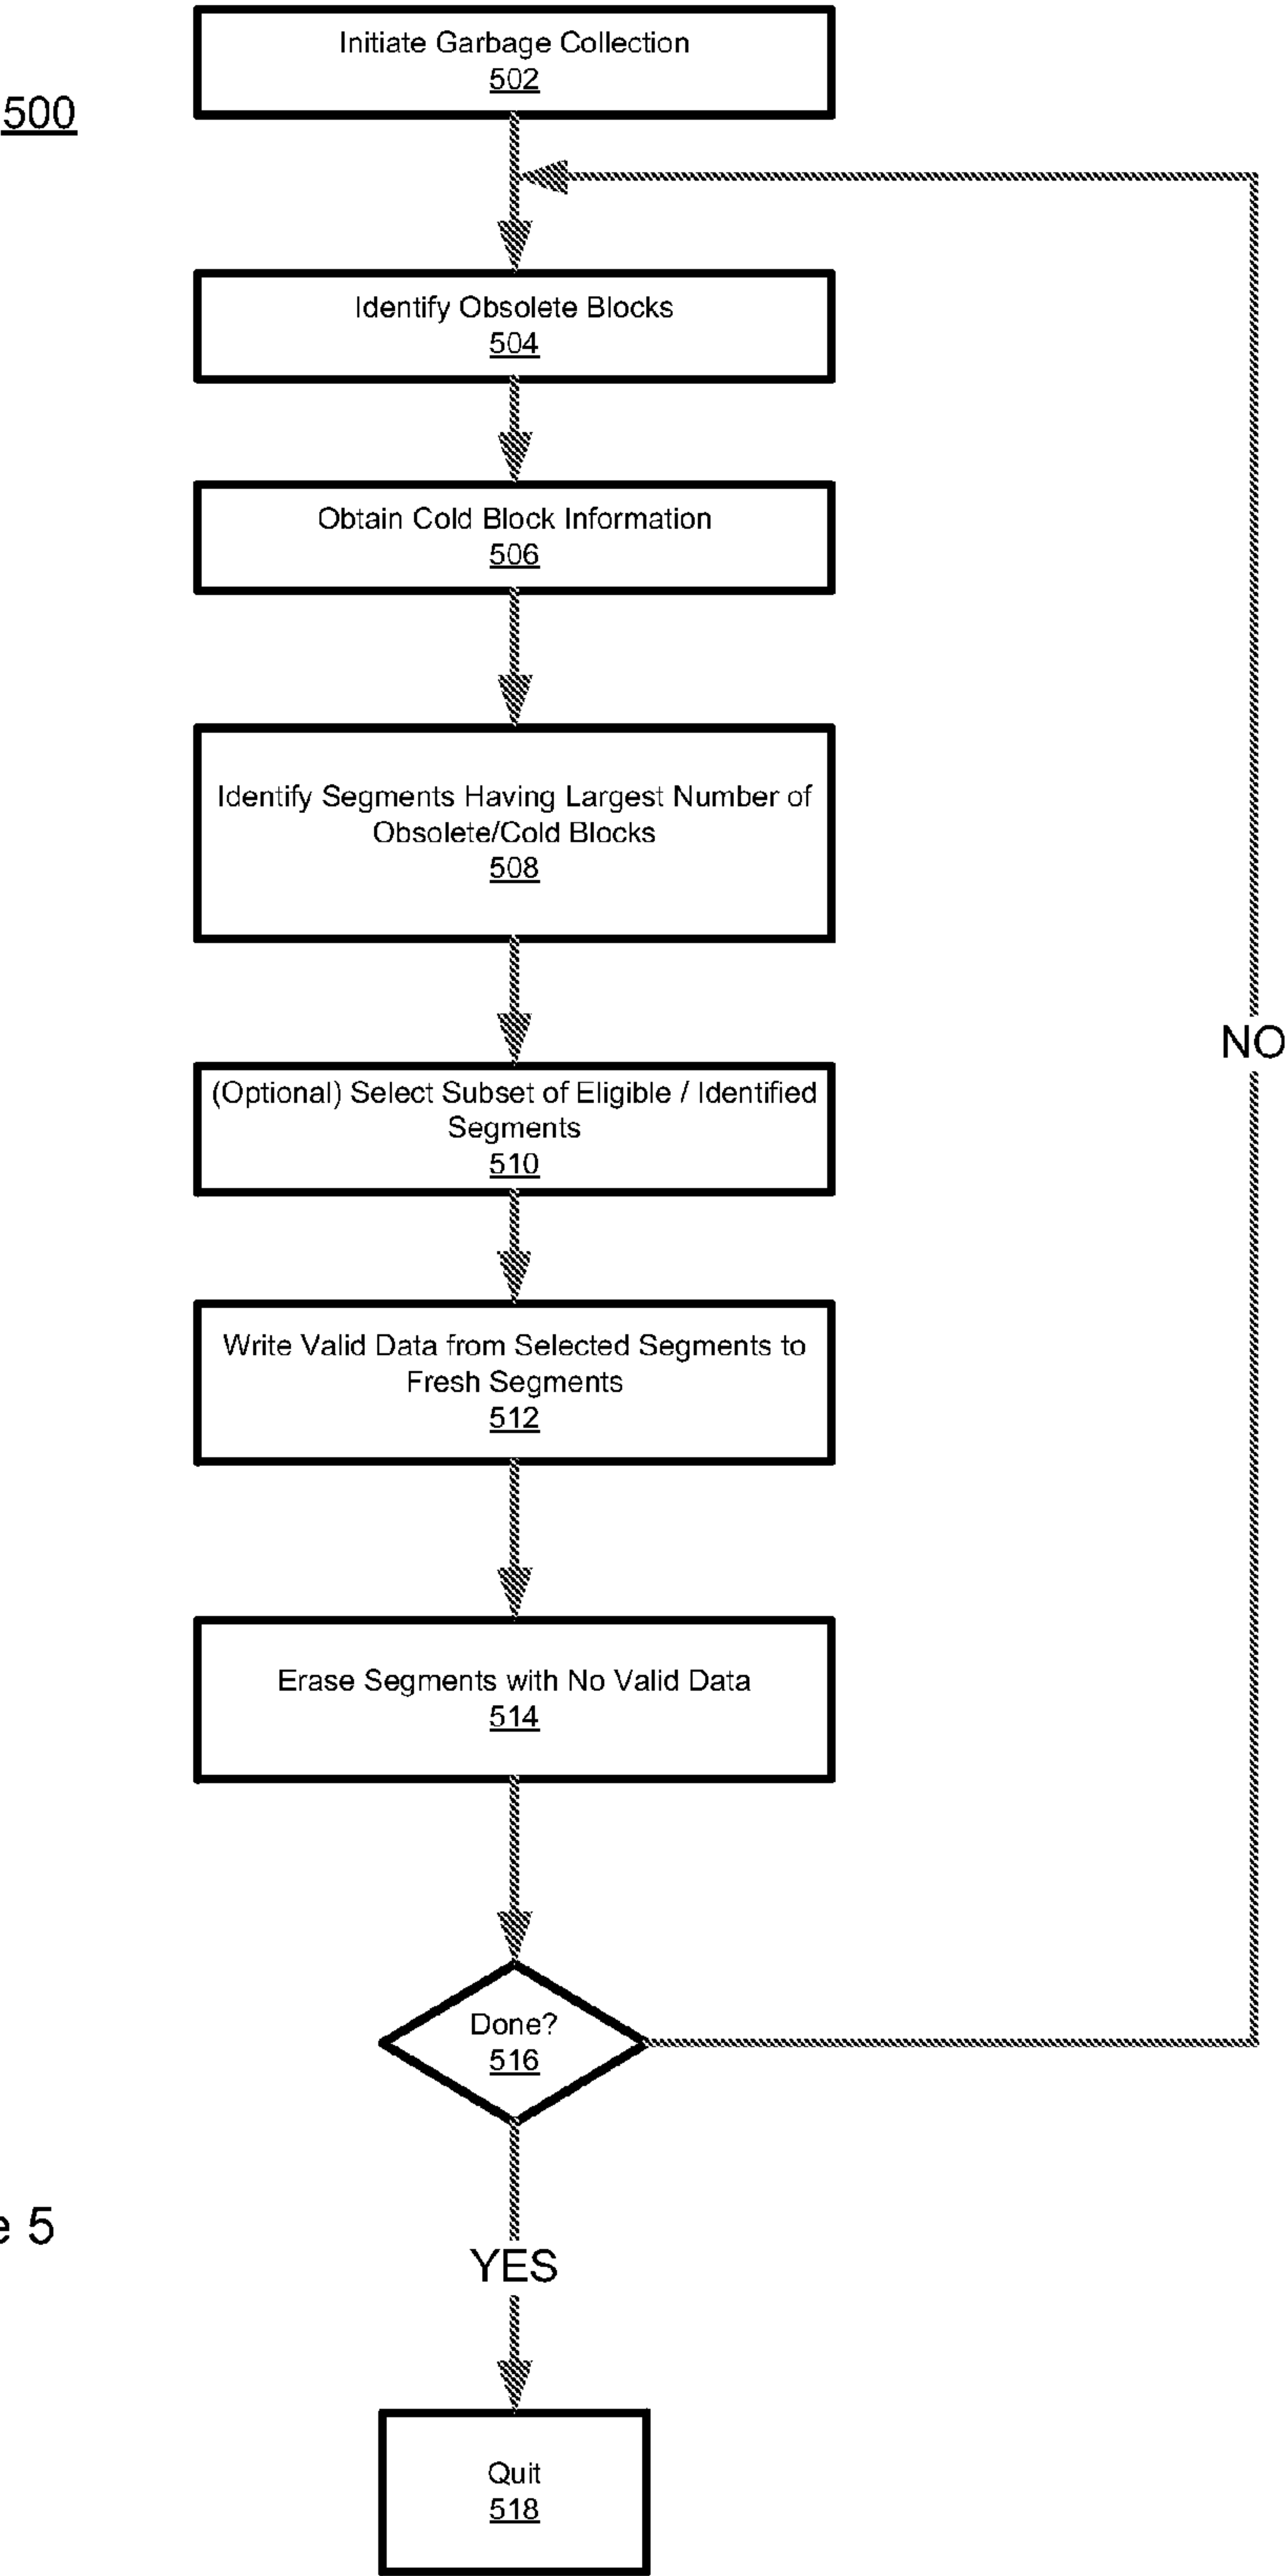 Initiate Garbage Collection
502
500
Identify Obsolete Blocks
504
Obtain Cold Block Information
506
Identify Segments Having Largest Number of
Obsolete/Cold Blocks
508
NO
(Optional) Select Subset of Eligible / Identified
Segments
510
Write Valid Data from Selected Segments to
Fresh Segments
512
Erase Segments with No Valid Data
514
Done?
516
e 5
YES
Quit
518